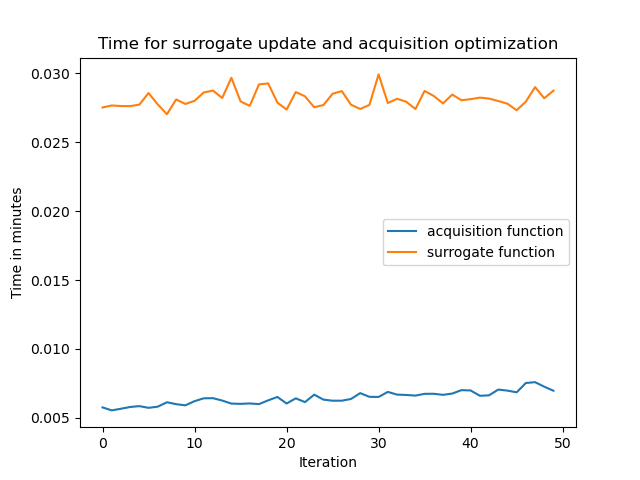 Time for surrogate update and acquisition optimization
0.030
0.025
0.020
0.015
0.010
0.005
Time in minutes
acquisition function
surrogate function
0 10 20 30 40 50
Iteration